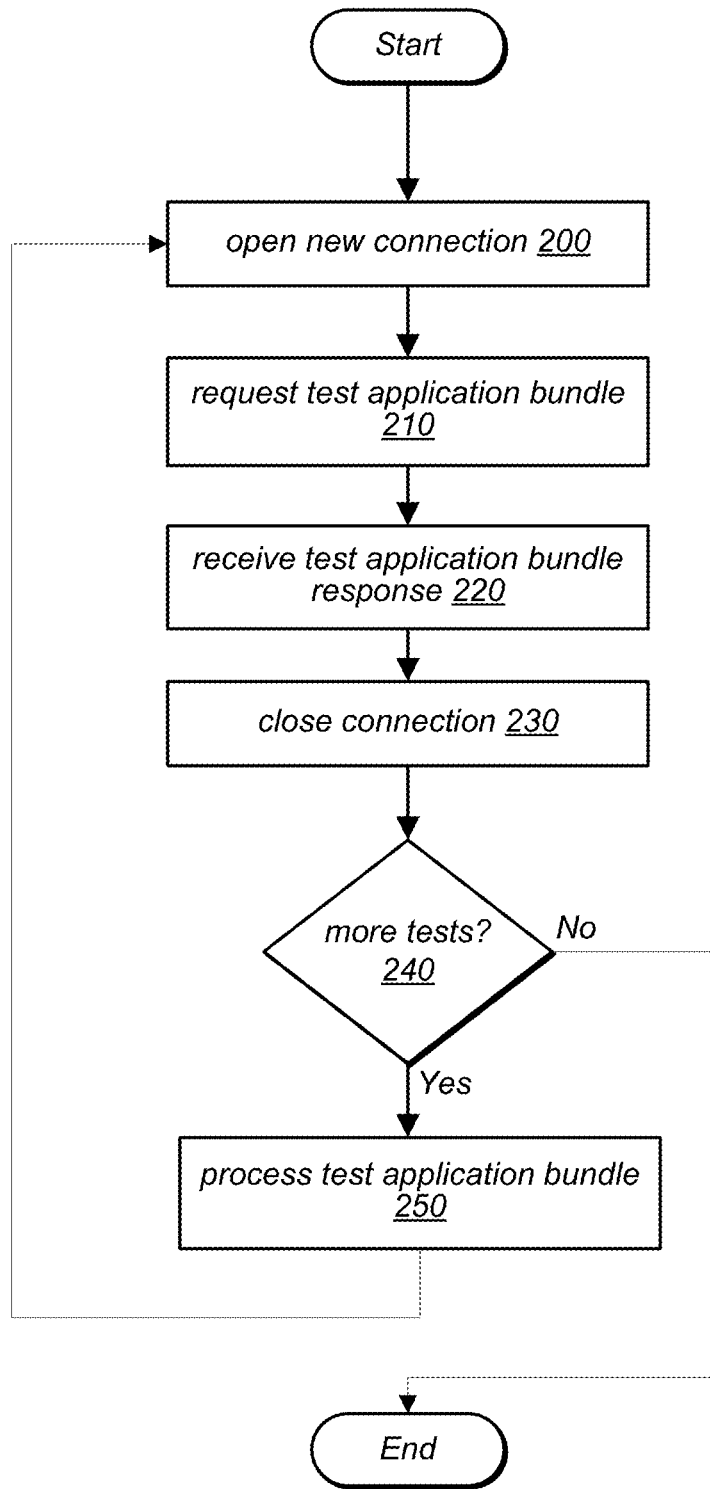 Start
open new connection 200
request test application bundle
210
receive test application bundle
response 220
close connection 230
more tests?
240
No
Yes
process test application bundle
250
End